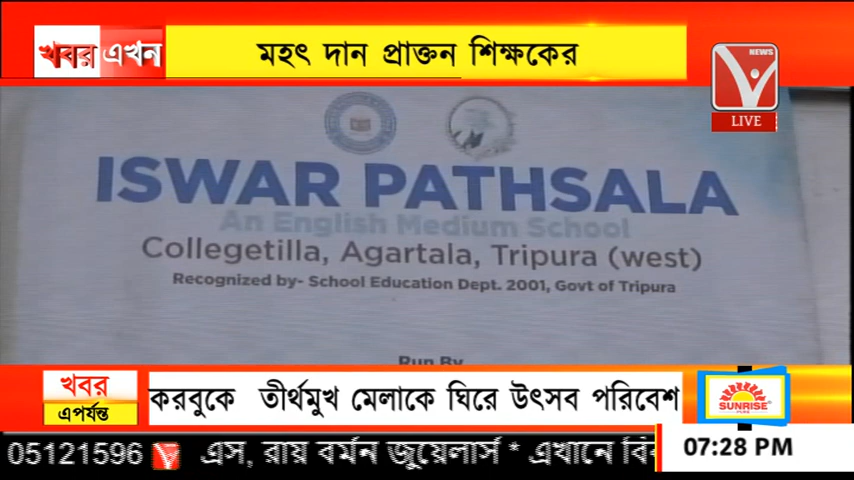 খবর এখন
মহৎ দান প্রাক্তন শিক্ষকের
NEWS
LIVE
ISWAR PATHSALA
An English Medium School
Collegetilla, Agartala, Tripura (west)
Recognized by- School Education Dept. 2001, Govt of Tripura
Run By
খবর
এপর্যন্ত
করবুকে তীর্থমুখ মেলাকে ঘিরে উৎসব পরিবেশ
SUNRISE
PURE
05121596 এস, রায় বর্মন জুয়েলার্স * এখানে
07:28 PM